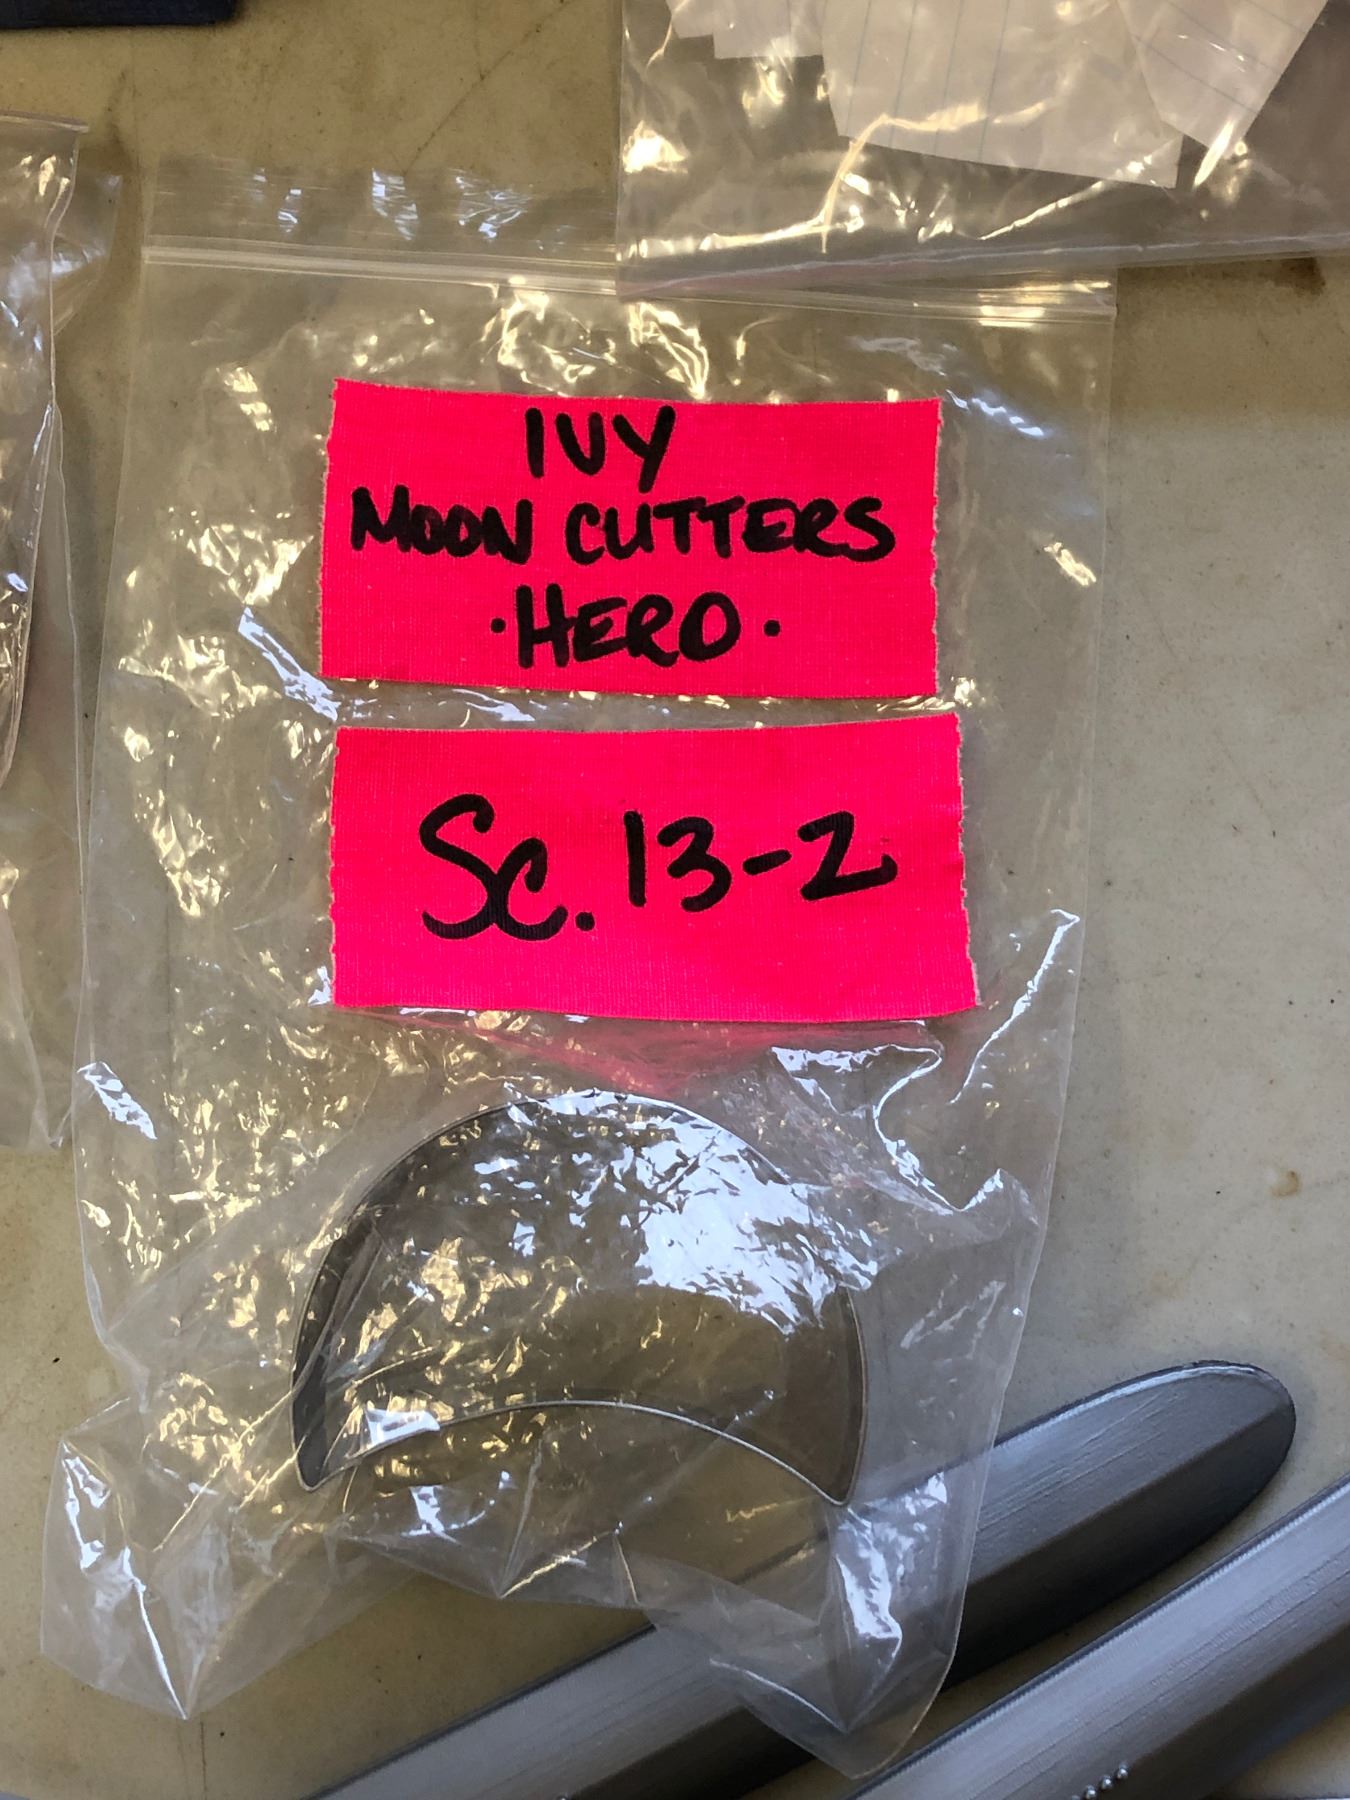 IVY
MOON CUTTERS
·HERO·
Sc. 13-2